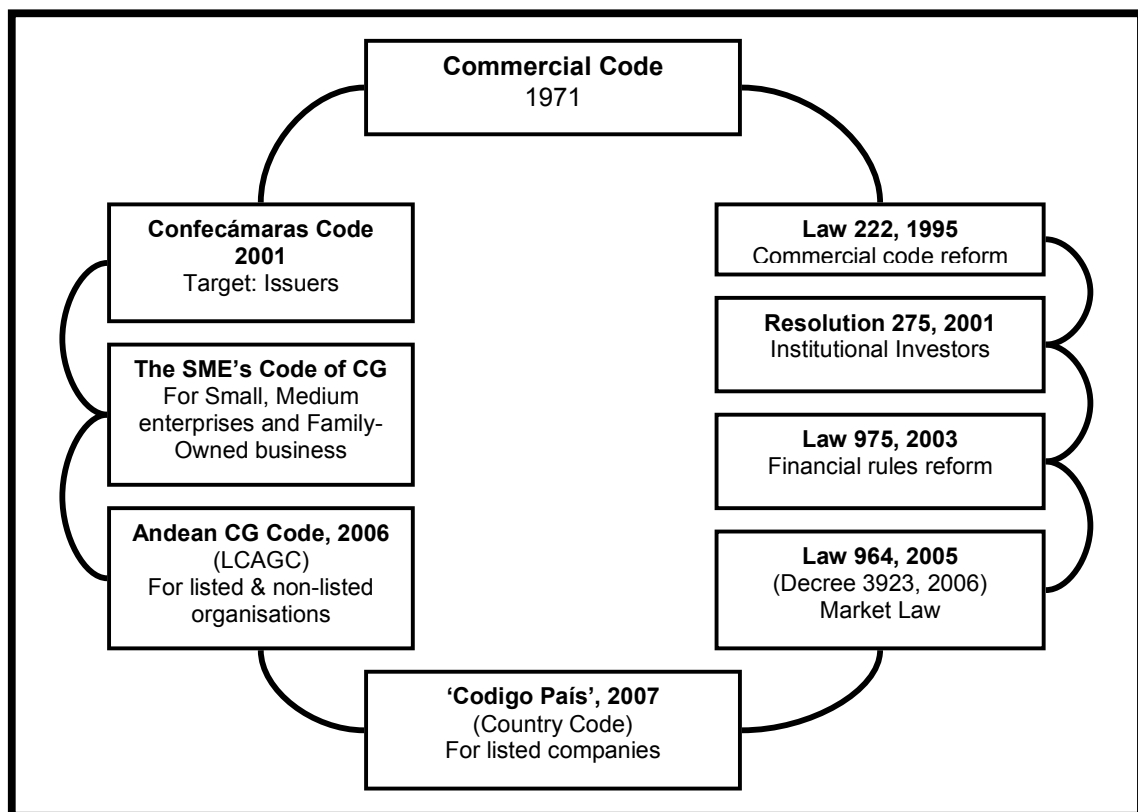 Commercial Code
1971
Confecámaras Code
2001
Target: Issuers
The SME’s Code of CG
For Small, Medium
enterprises and Family-
Owned business
Andean CG Code, 2006
(LCAGC)
For listed & non-listed
organisations
Law 222, 1995
Commercial code reform
Resolution 275, 2001
Institutional Investors
Law 975, 2003
Financial rules reform
Law 964, 2005
(Decree 3923, 2006)
Market Law
‘Codigo País’, 2007
(Country Code)
For listed companies